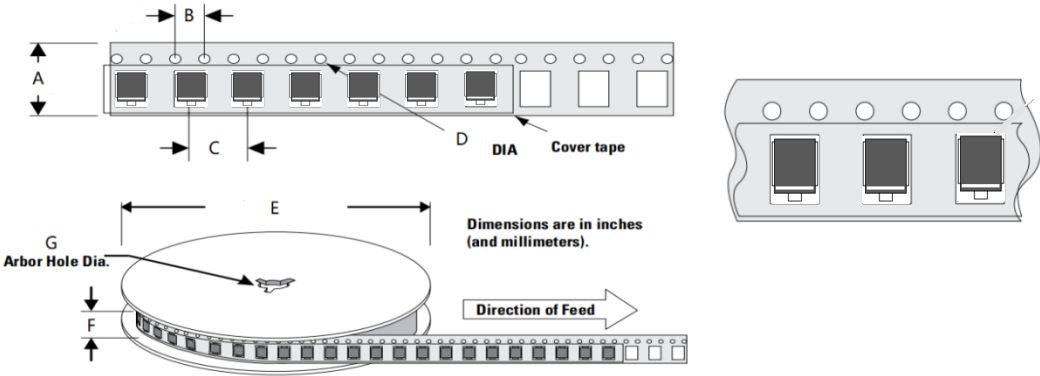 B
A
C
D
DIA
Cover tape
E
G
Arbor Hole Dia.
Dimensions are in inches
(and millimeters).
F
Direction of Feed